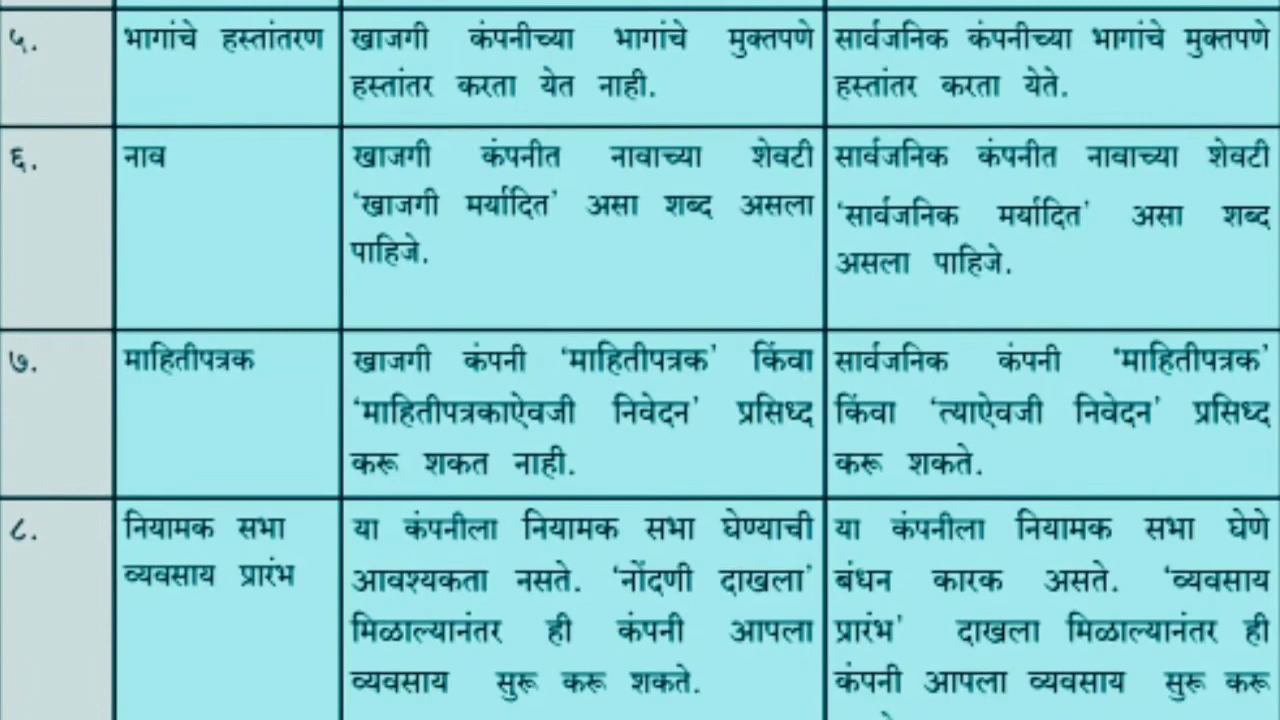 ५.
भागांचे हस्तांतरण
खाजगी कंपनीच्या भागांचे मुक्तपणे
हस्तांतर करता येत नाही.
सार्वजनिक कंपनीच्या भागांचे मुक्तपणे
हस्तांतर करता येते.
६.
नाव
खाजगी कंपनीत नावाच्या शेवटी
‘खाजगी मर्यादित’ असा शब्द असला
पाहिजे.
सार्वजनिक कंपनीत नावाच्या शेवटी
‘सार्वजनिक मर्यादित’ असा शब्द
असला पाहिजे.
७.
माहितीपत्रक
खाजगी कंपनी ‘माहितीपत्रक’ किंवा
‘माहितीपत्रकाऐवजी निवेदन’ प्रसिध्द
करू शकत नाही.
सार्वजनिक कंपनी ‘माहितीपत्रक’
किंवा ‘त्याऐवजी निवेदन’ प्रसिध्द
करू शकते.
८.
नियामक सभा
व्यवसाय प्रारंभ
या कंपनीला नियामक सभा घेण्याची
आवश्यकता नसते. ‘नोंदणी दाखला’
मिळाल्यानंतर ही कंपनी आपला
व्यवसाय सुरू करू शकते.
या कंपनीला नियामक सभा घेणे
बंधन कारक असते. ‘व्यवसाय
प्रारंभ’ दाखला मिळाल्यानंतर ही
कंपनी आपला व्यवसाय सुरू करू